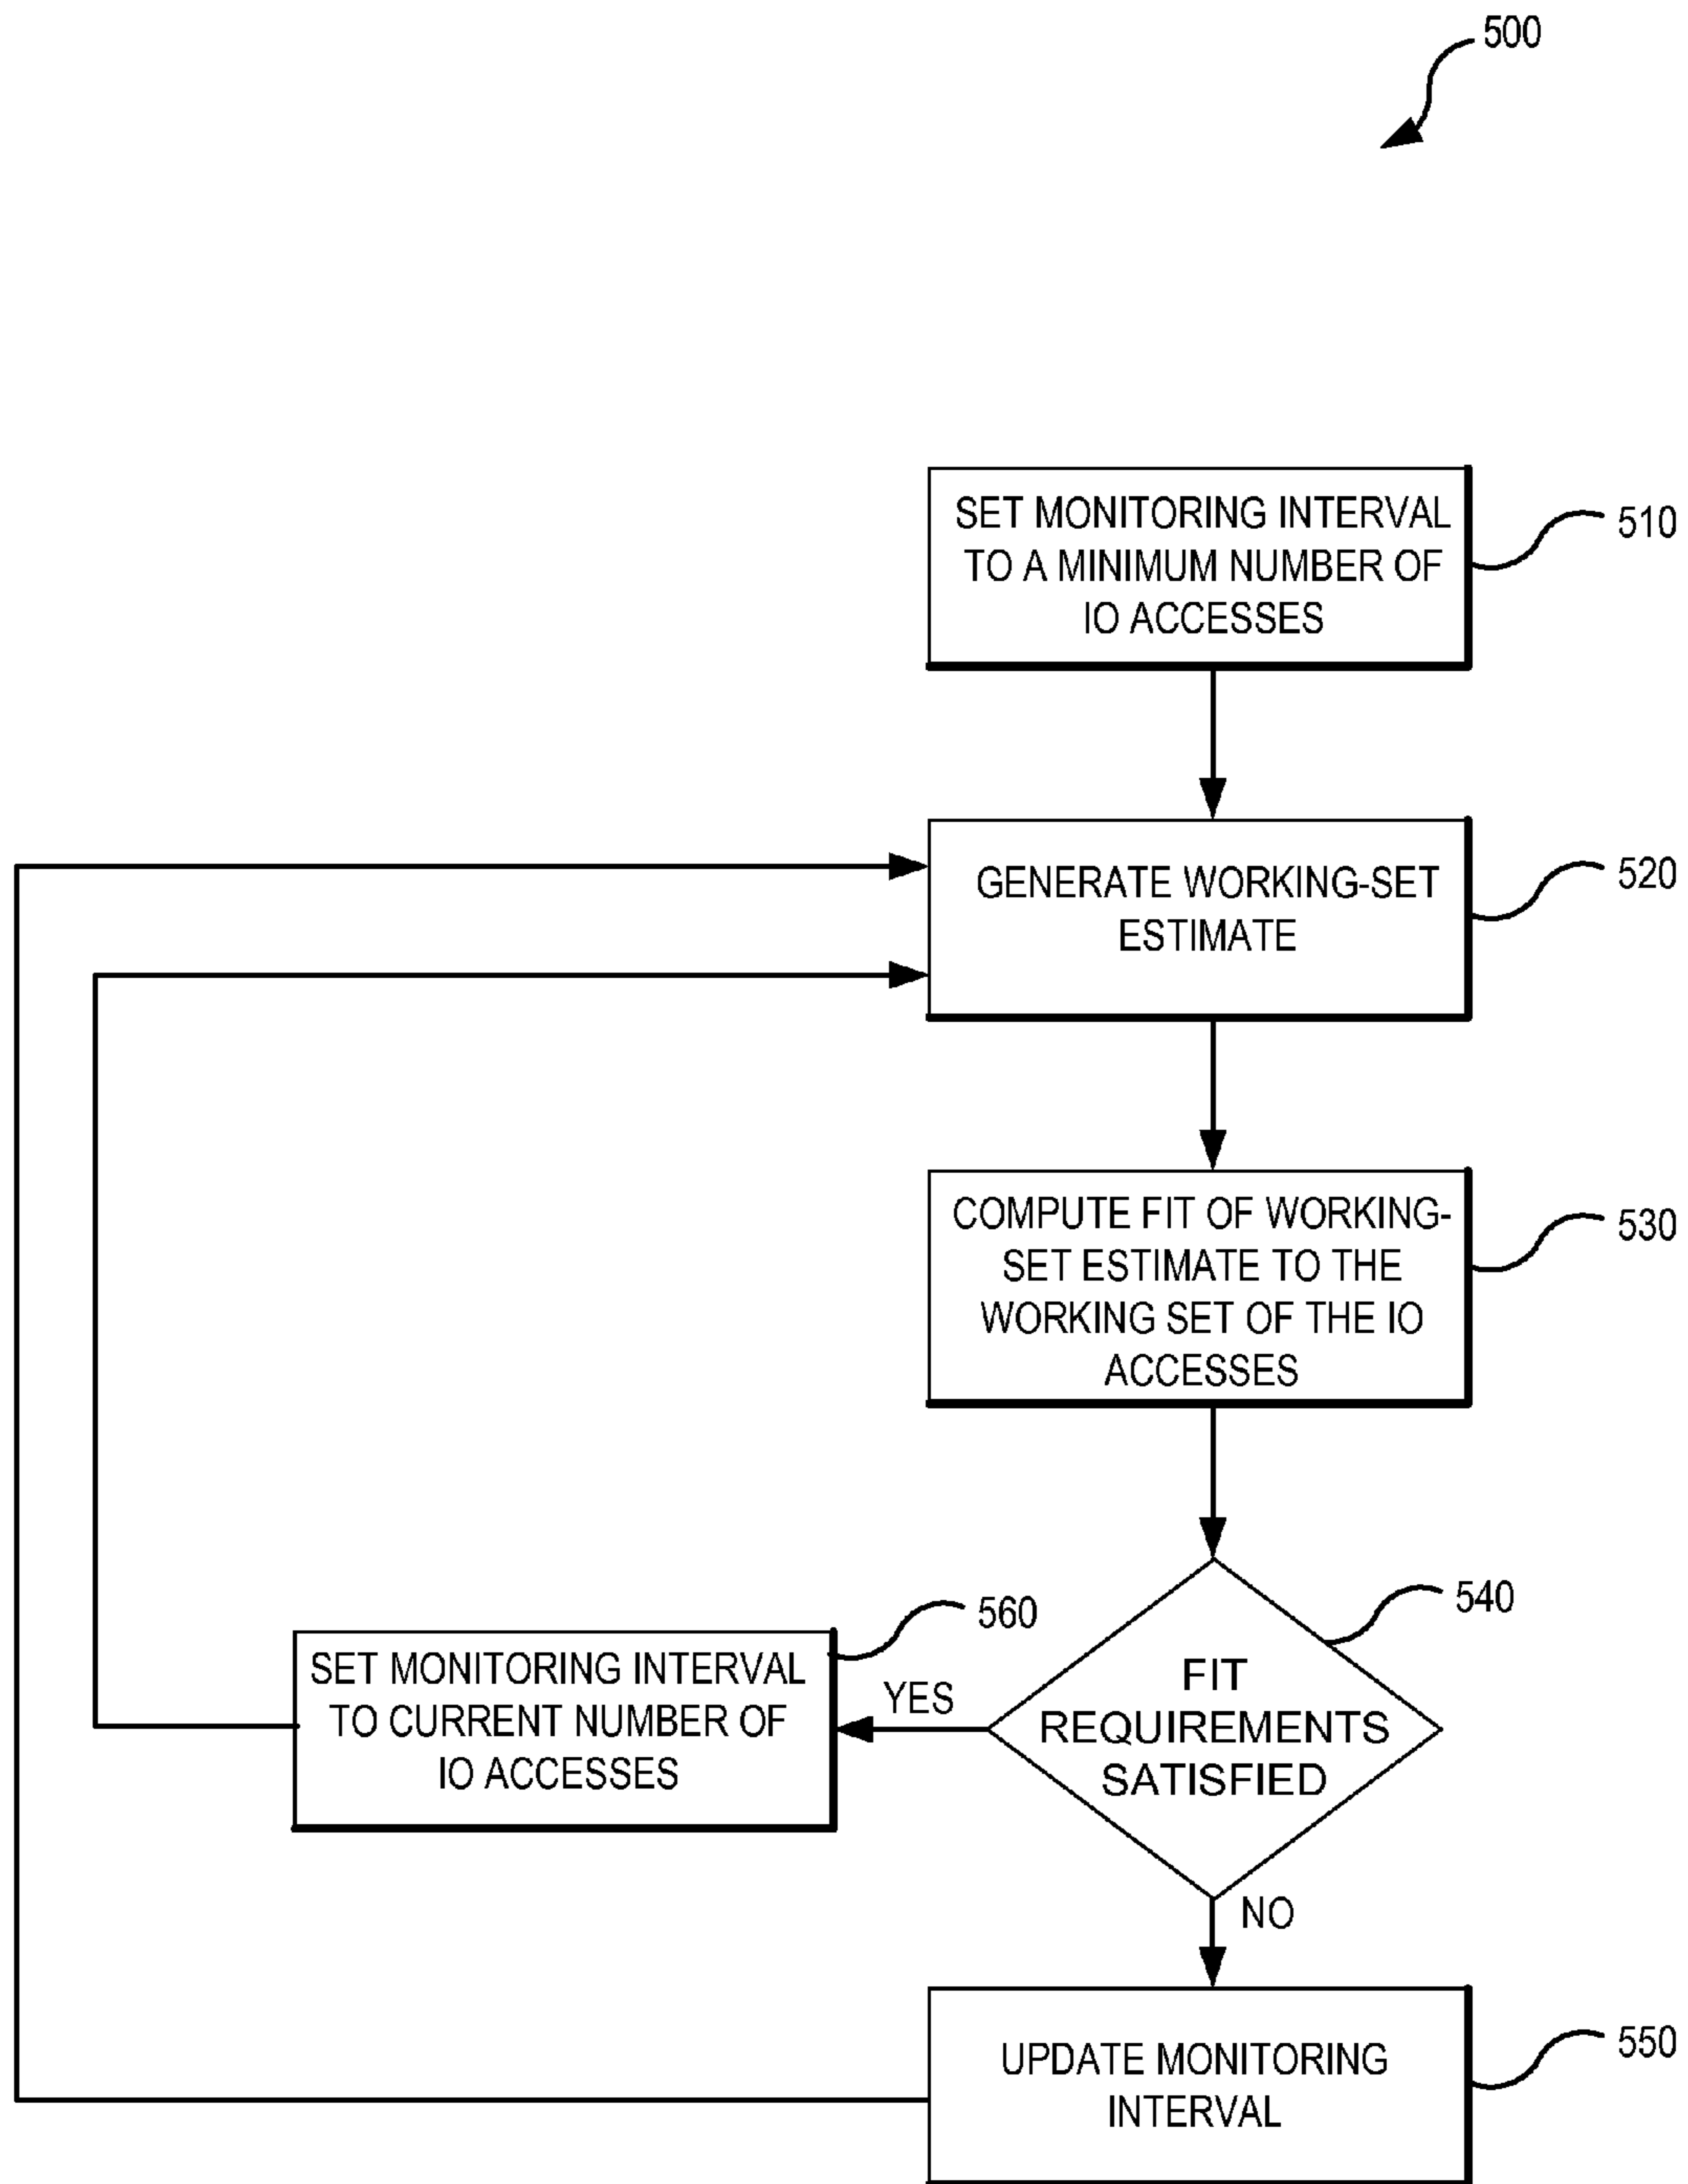 500
SET MONITORING INTERVAL
TO A MINIMUM NUMBER OF
IO ACCESSES
510
GENERATE WORKING-SET
ESTIMATE
520
COMPUTE FIT OF WORKING-
SET ESTIMATE TO THE
WORKING SET OF THE IO
ACCESSES
530
FIT
REQUIREMENTS
SATISFIED
540
YES
SET MONITORING INTERVAL
TO CURRENT NUMBER OF
IO ACCESSES
560
NO
UPDATE MONITORING
INTERVAL
550